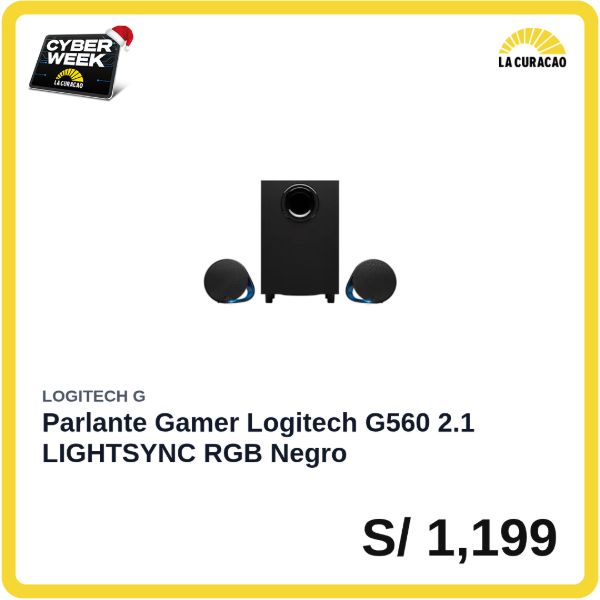 CYBER
WEEK
LA CURACAO
LA CURACAO
LOGITECH G
Parlante Gamer Logitech G560 2.1
LIGHTSYNC RGB Negro
S/ 1,199